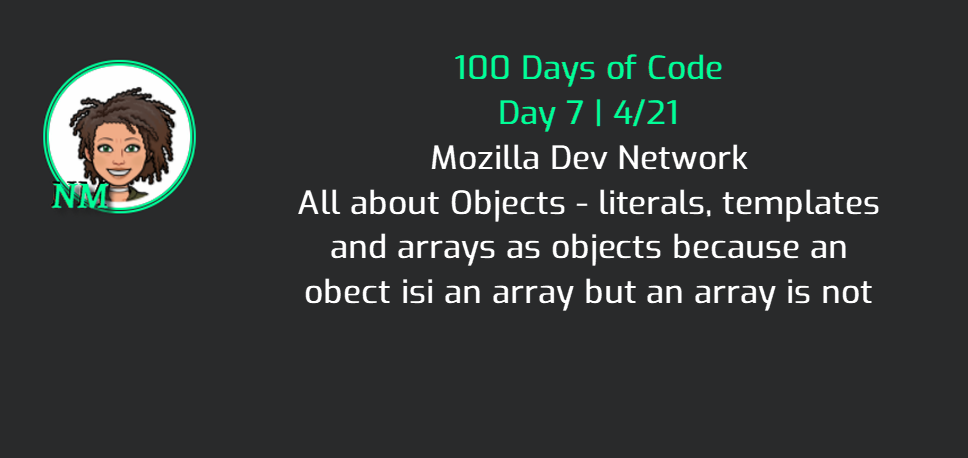 100 Days of Code
Day 7 | 4/21
Mozilla Dev Network
All about Objects - literals, templates
and arrays as objects because an
obect isi an array but an array is not
NM